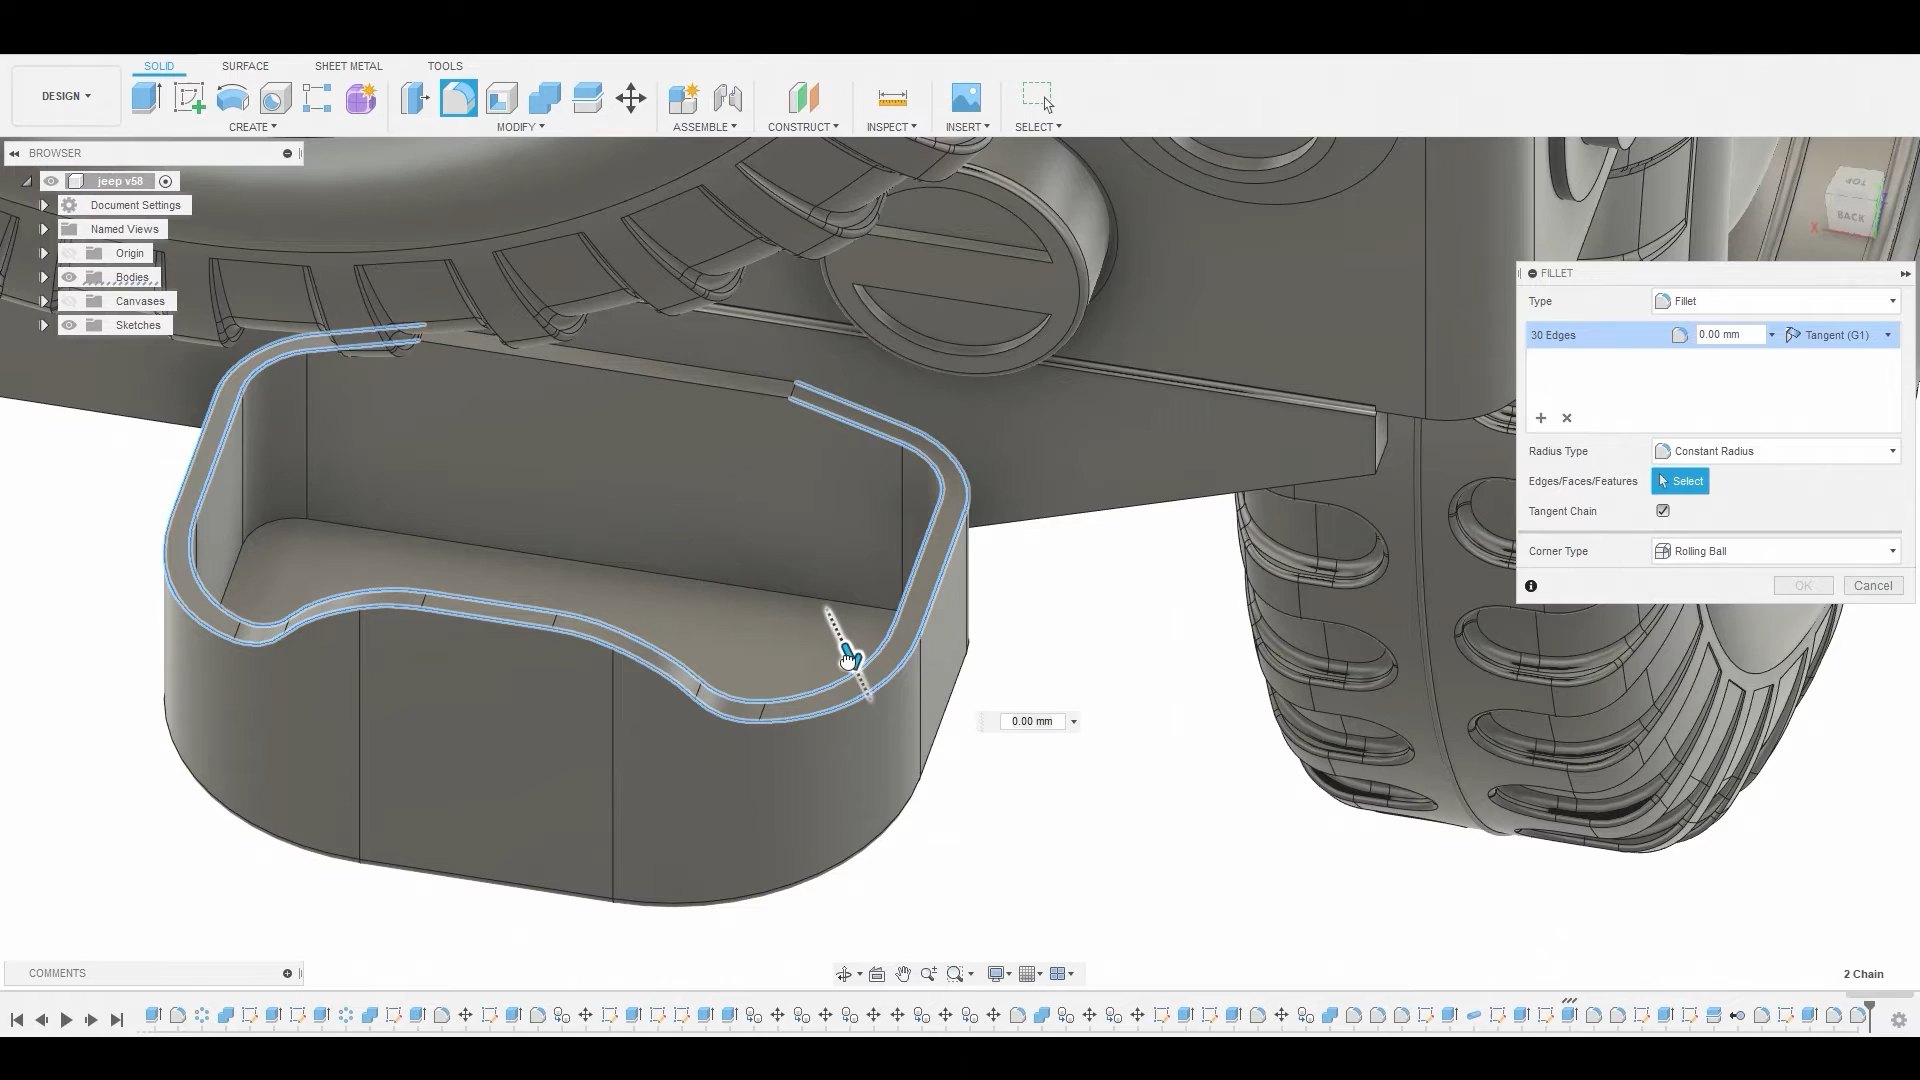 SOLID SURFACE SHEET METAL TOOLS
DESIGN
CREATE MODIFY ASSEMBLE CONSTRUCT INSPECT INSERT SELECT
BROWSER
jeep v58
Document Settings
Named Views
Origin
Bodies
Canvases
Sketches
TOP
BACK
X
FILLET
Type Fillet
30 Edges 0.00 mm Tangent (G1)
Radius Type Constant Radius
Edges/Faces/Features Select
Tangent Chain
Corner Type Rolling Ball
OK Cancel
0.00 mm
COMMENTS
2 Chain